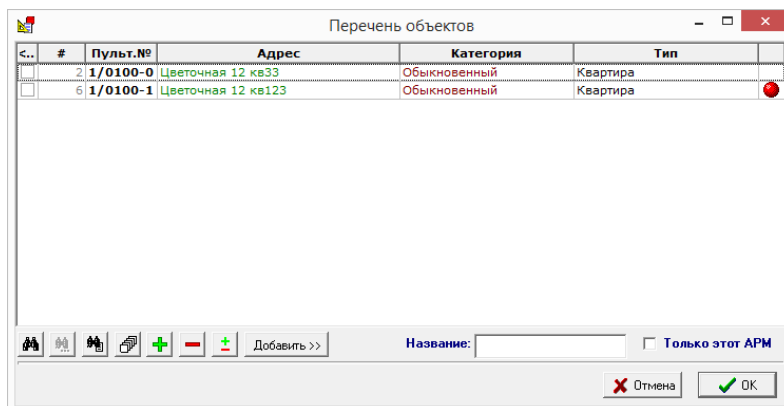 Перечень объектов
<.. # Пульт.№ Адрес Категория Тип
2 1/0100-0 Цветочная 12 кв33 Обыкновенный Квартира
6 1/0100-1 Цветочная 12 кв123 Обыкновенный Квартира
Добавить >> Название: Только этот АРМ
Отмена OK